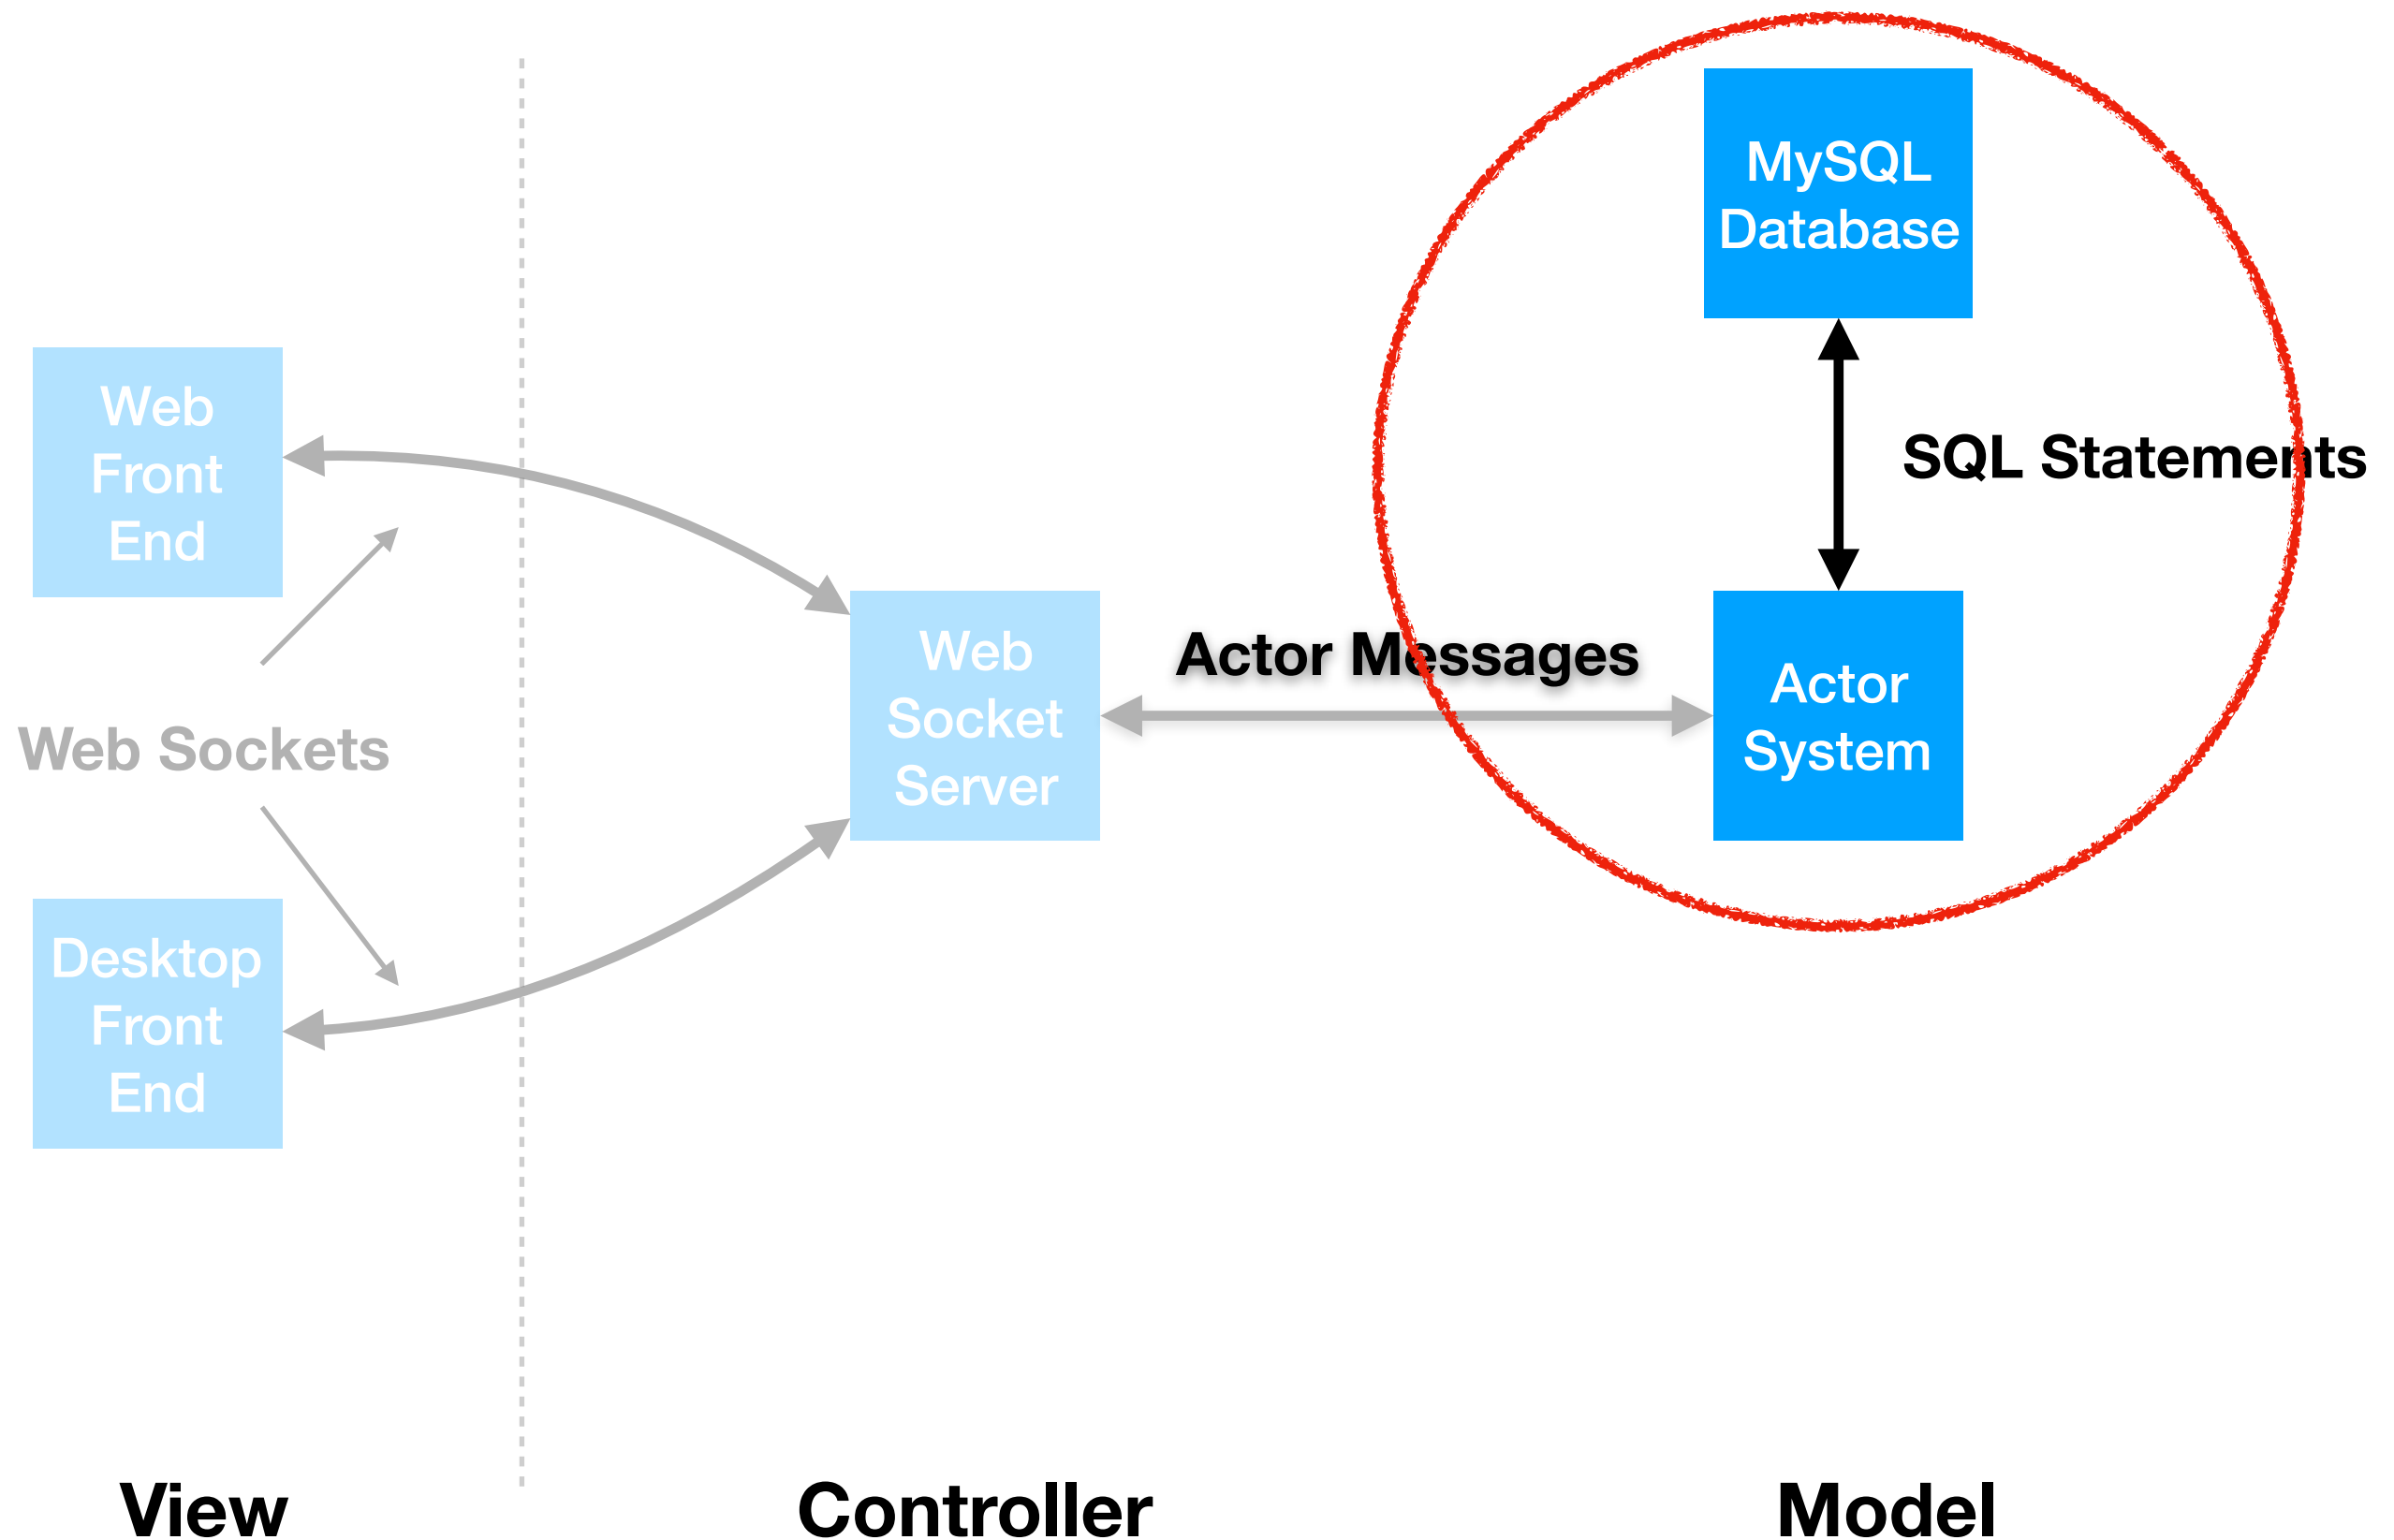 MySQL
Database
Web
Front
End
SQL Statements
Web
Socket
Server
Actor Messages
Actor
System
Web Sockets
Desktop
Front
End
View
Controller
Model